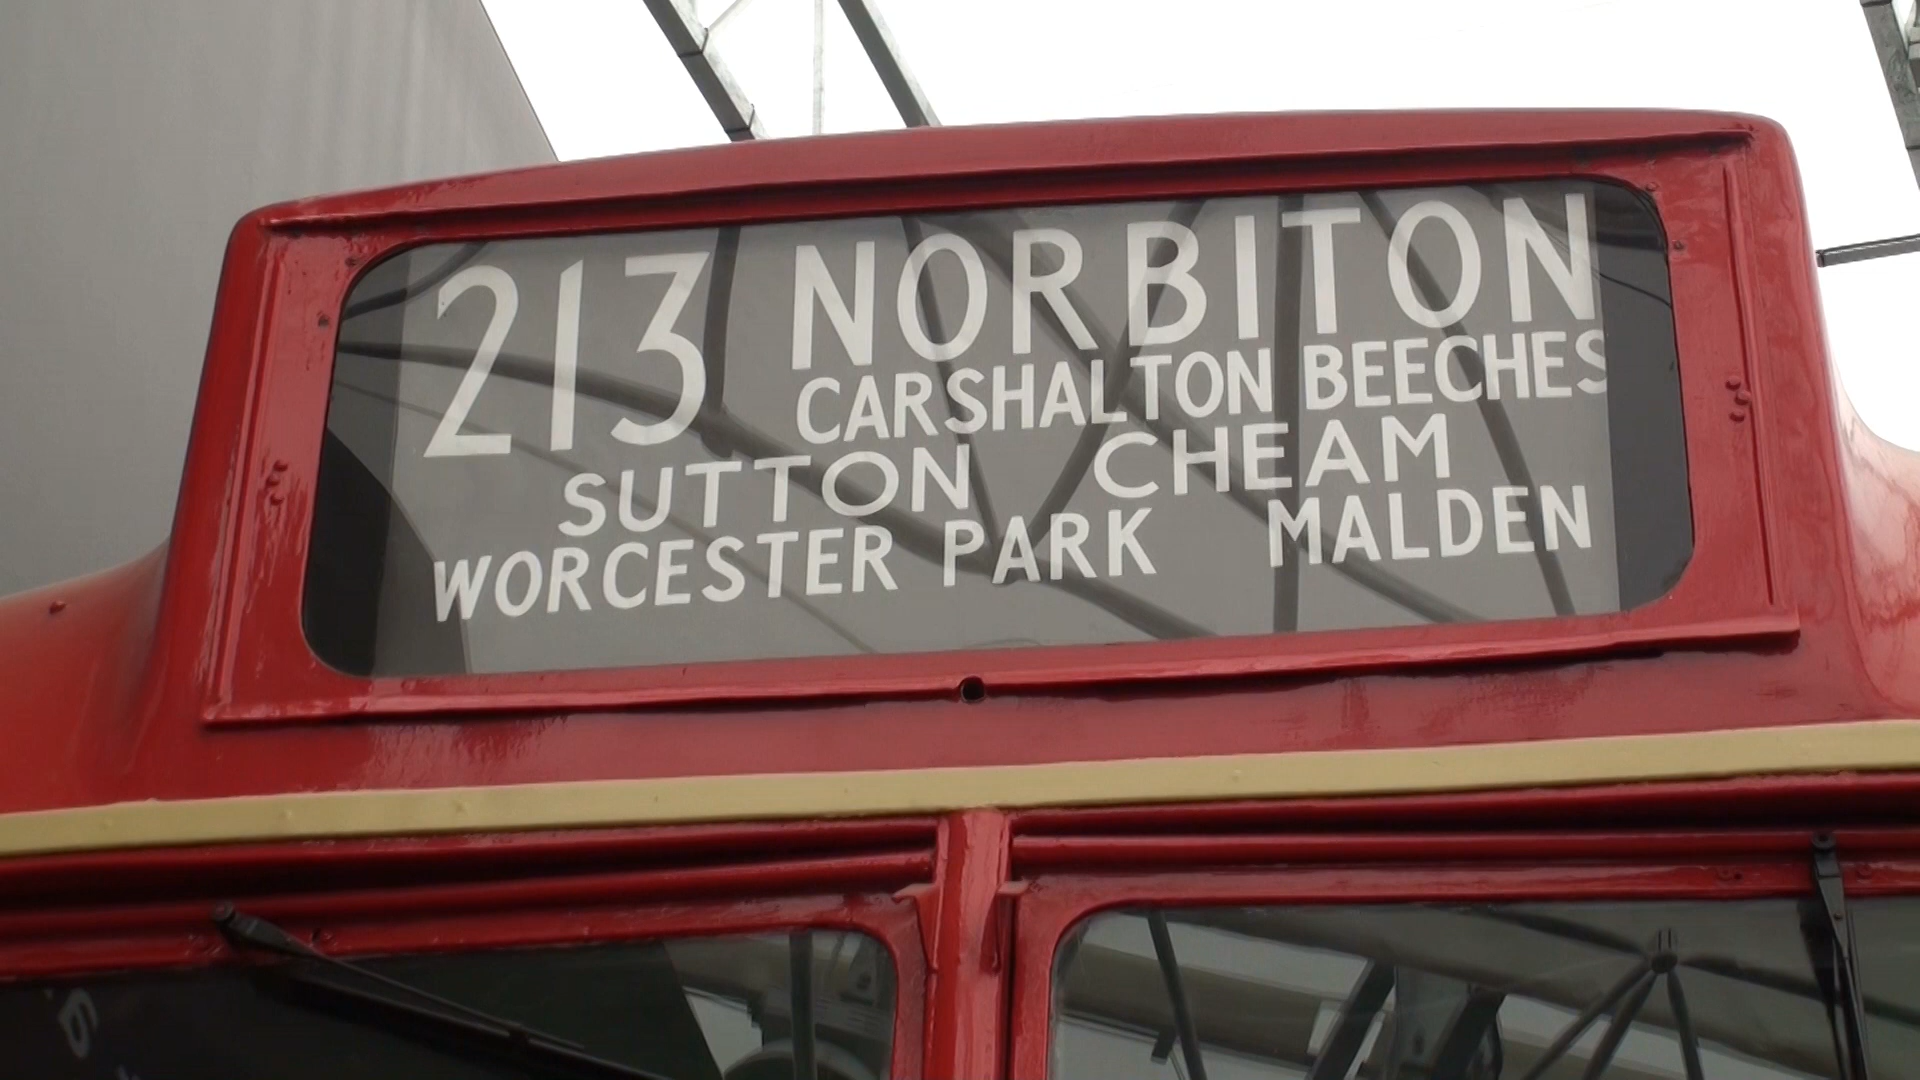 213 NORBITON
CARSHALTON BEECHES
SUTTON CHEAM
WORCESTER PARK MALDEN